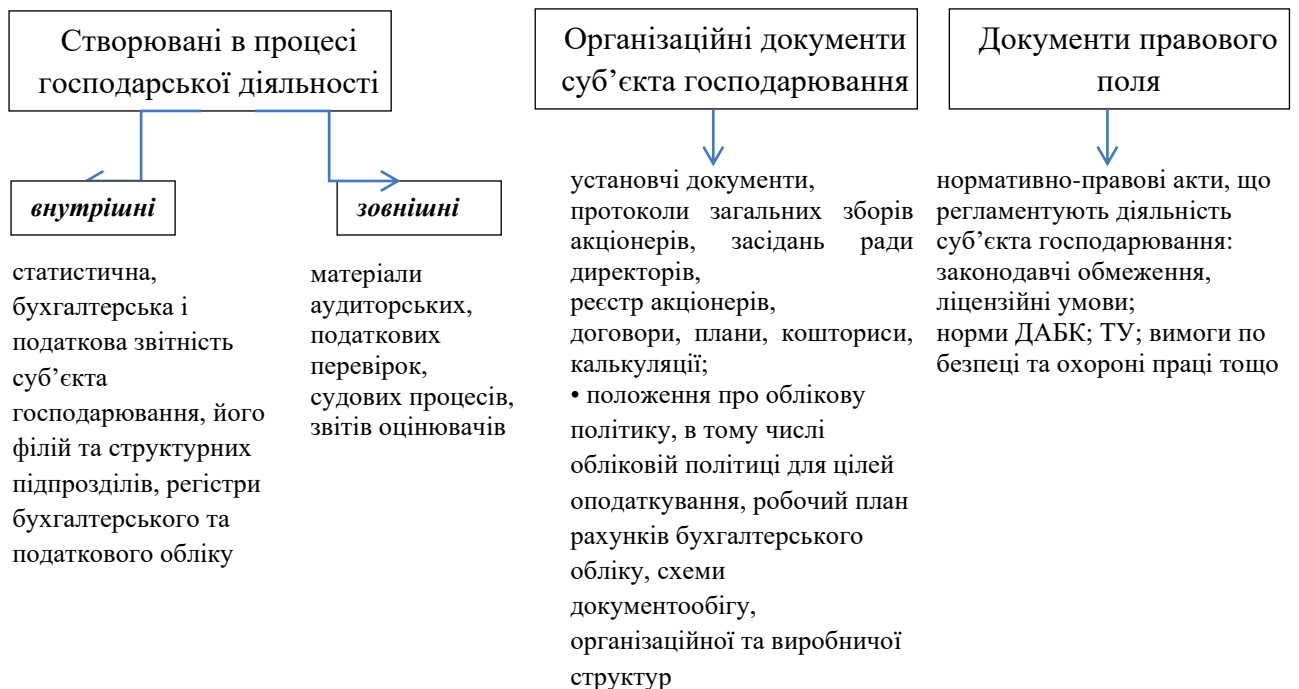 Створювані в процесі
господарської діяльності
внутрішні
статистична,
бухгалтерська і
податкова звітність
суб’єкта
господарювання, його
філій та структурних
підпрозділів, регістри
бухгалтерського та
податкового обліку
зовнішні
матеріали
аудиторських,
податкових
перевірок,
судових процесів,
звітів оцінювачів
Організаційні документи
суб’єкта господарювання
установчі документи,
протоколи загальних зборів
акціонерів, засідань ради
директорів,
реєстр акціонерів,
договори, плани, кошториси,
калькуляції;
• положення про облікову
політику, в тому числі
обліковій політиці для цілей
оподаткування, робочий план
рахунків бухгалтерського
обліку, схеми
документообігу,
організаційної та виробничої
структур
Документи правового
поля
нормативно-правові акти, що
регламентують діяльність
суб’єкта господарювання:
законодавчі обмеження,
ліцензійні умови;
норми ДАБК; ТУ; вимоги по
безпеці та охороні праці тощо